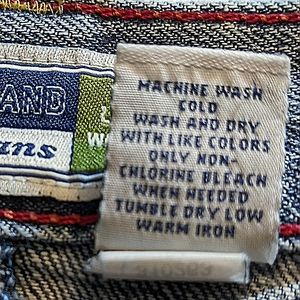 AND
ans
MACHINE WASH
COLD
WASH AND DRY
WITH LIKE COLORS
ONLY NON-
CHLORINE BLEACH
WHEN NEEDED
TUMBLE DRY LOW
WARM IRON